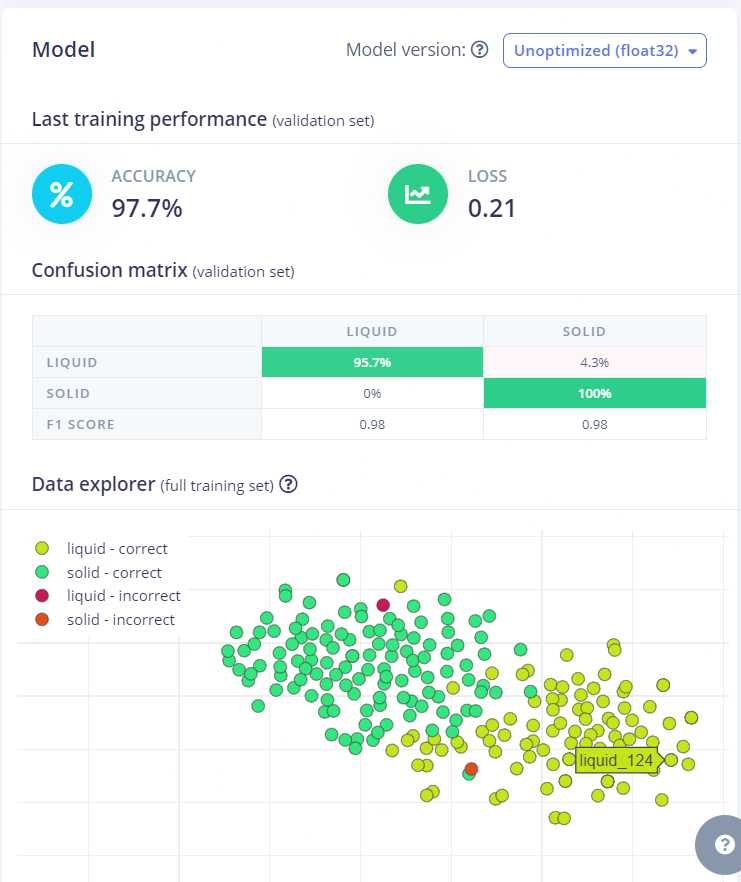 Model
Model version: ? Unoptimized (float32)
Last training performance (validation set)
% ACCURACY
97.7%
LOSS
0.21
Confusion matrix (validation set)
LIQUID SOLID
LIQUID 95.7% 4.3%
SOLID 0% 100%
F1 SCORE 0.98 0.98
Data explorer (full training set) ?
liquid - correct
solid - correct
liquid - incorrect
solid - incorrect
liquid_124
?